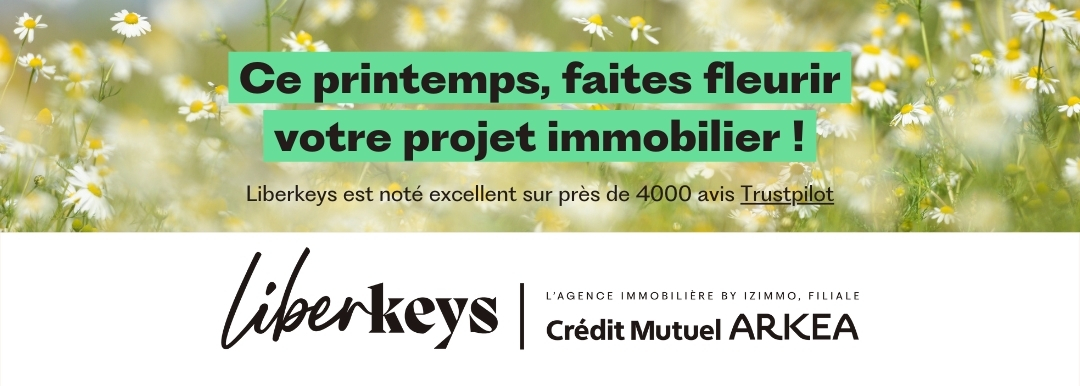 Ce printemps, faites fleurir
votre projet immobilier !
Liberkeys est noté excellent sur près de 4000 avis Trustpilot
liberkeys
L'AGENCE IMMOBILIÈRE BY IZIMMO, FILIALE
Crédit Mutuel ARKEA